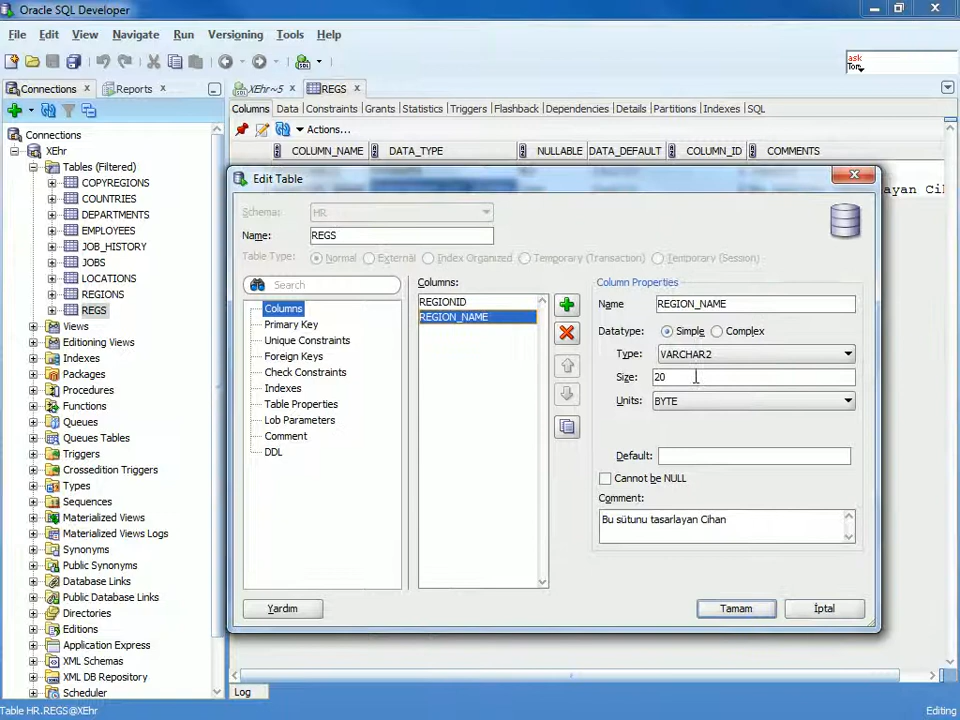 Oracle SQL Developer
File Edit View Navigate Run Versioning Tools Help
ask
Tom
Connections Reports XEhr~5 REGS
Columns Data Constraints Grants Statistics Triggers Flashback Dependencies Details Partitions Indexes SQL
Actions...
COLUMN_NAME DATA_TYPE NULLABLE DATA_DEFAULT COLUMN_ID COMMENTS
Connections
XEhr
Tables (Filtered)
COPYREGIONS
COUNTRIES
DEPARTMENTS
EMPLOYEES
JOB_HISTORY
JOBS
LOCATIONS
REGIONS
REGS
Views
Editioning Views
Indexes
Packages
Procedures
Functions
Queues
Queues Tables
Triggers
Crossedition Triggers
Types
Sequences
Materialized Views
Materialized Views Logs
Synonyms
Public Synonyms
Database Links
Public Database Links
Directories
Editions
Application Express
XML Schemas
XML DB Repository
Scheduler
Edit Table
Schema: HR
Name: REGS
Table Type: Normal External Index Organized Temporary (Transaction) Temporary (Session)
Search
Columns
Primary Key
Unique Constraints
Foreign Keys
Check Constraints
Indexes
Table Properties
Lob Parameters
Comment
DDL
Columns:
REGIONID
REGION_NAME
Column Properties
Name REGION_NAME
Datatype: Simple Complex
Type: VARCHAR2
Size: 20
Units: BYTE
Default:
Cannot be NULL
Comment:
Bu sütunu tasarlayan Cihan
Yardım Tamam İptal
Log
Table HR.REGS@XEhr Editing